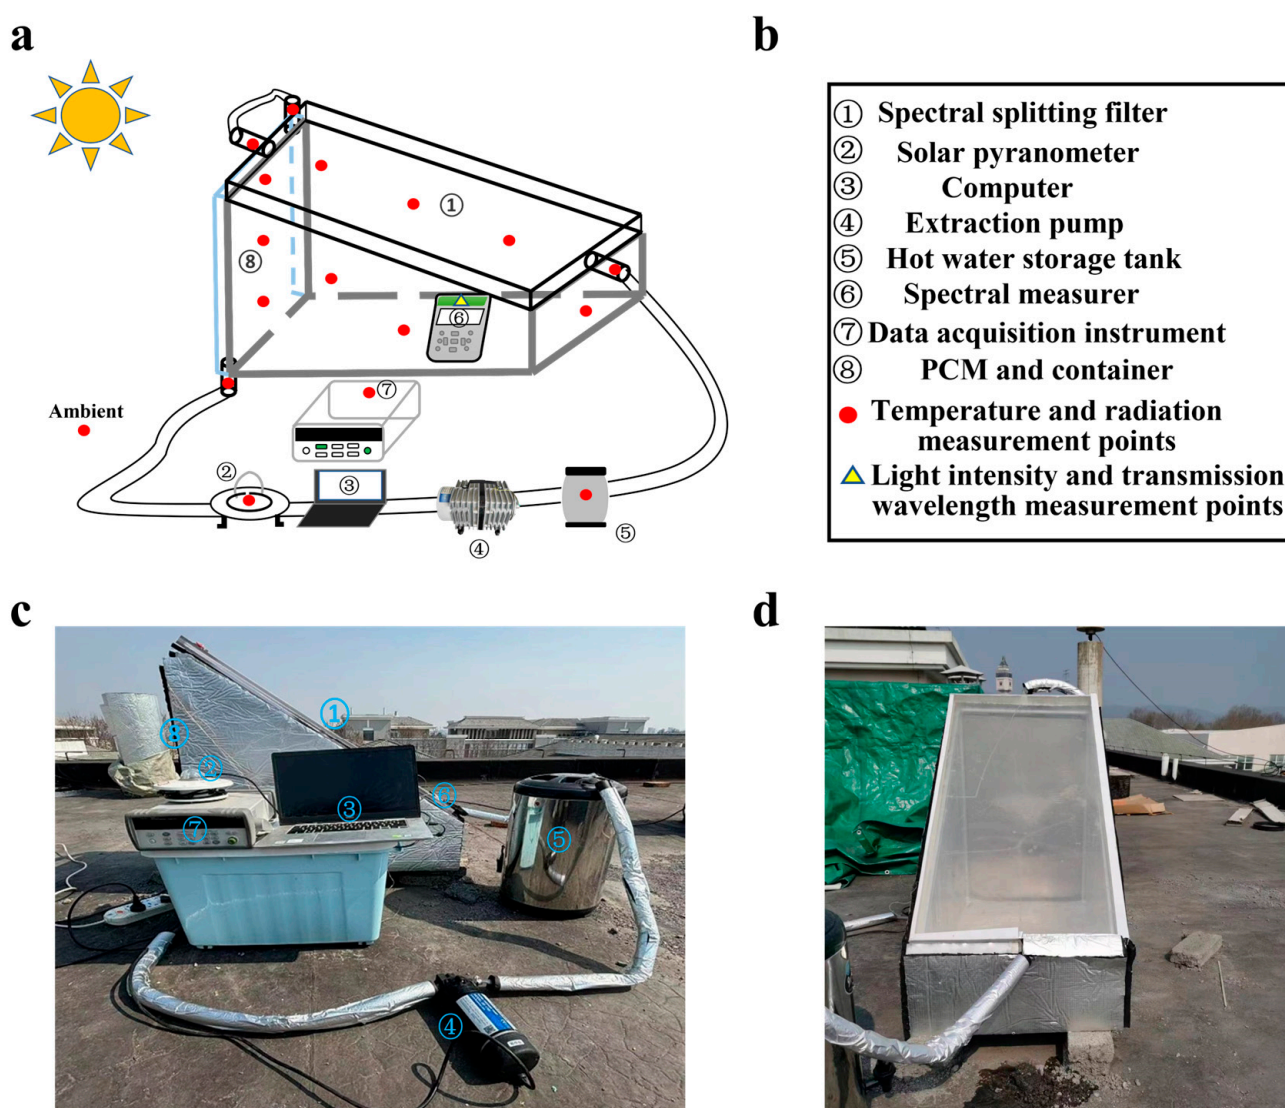 a
①
⑧
⑥
⑦
Ambient
②
③
④
⑤
b
① Spectral splitting filter
② Solar pyranometer
③ Computer
④ Extraction pump
⑤ Hot water storage tank
⑥ Spectral measurer
⑦ Data acquisition instrument
⑧ PCM and container
Temperature and radiation
measurement points
Light intensity and transmission
wavelength measurement points
c
①
⑧
②
③
⑥
⑦
⑤
④
d